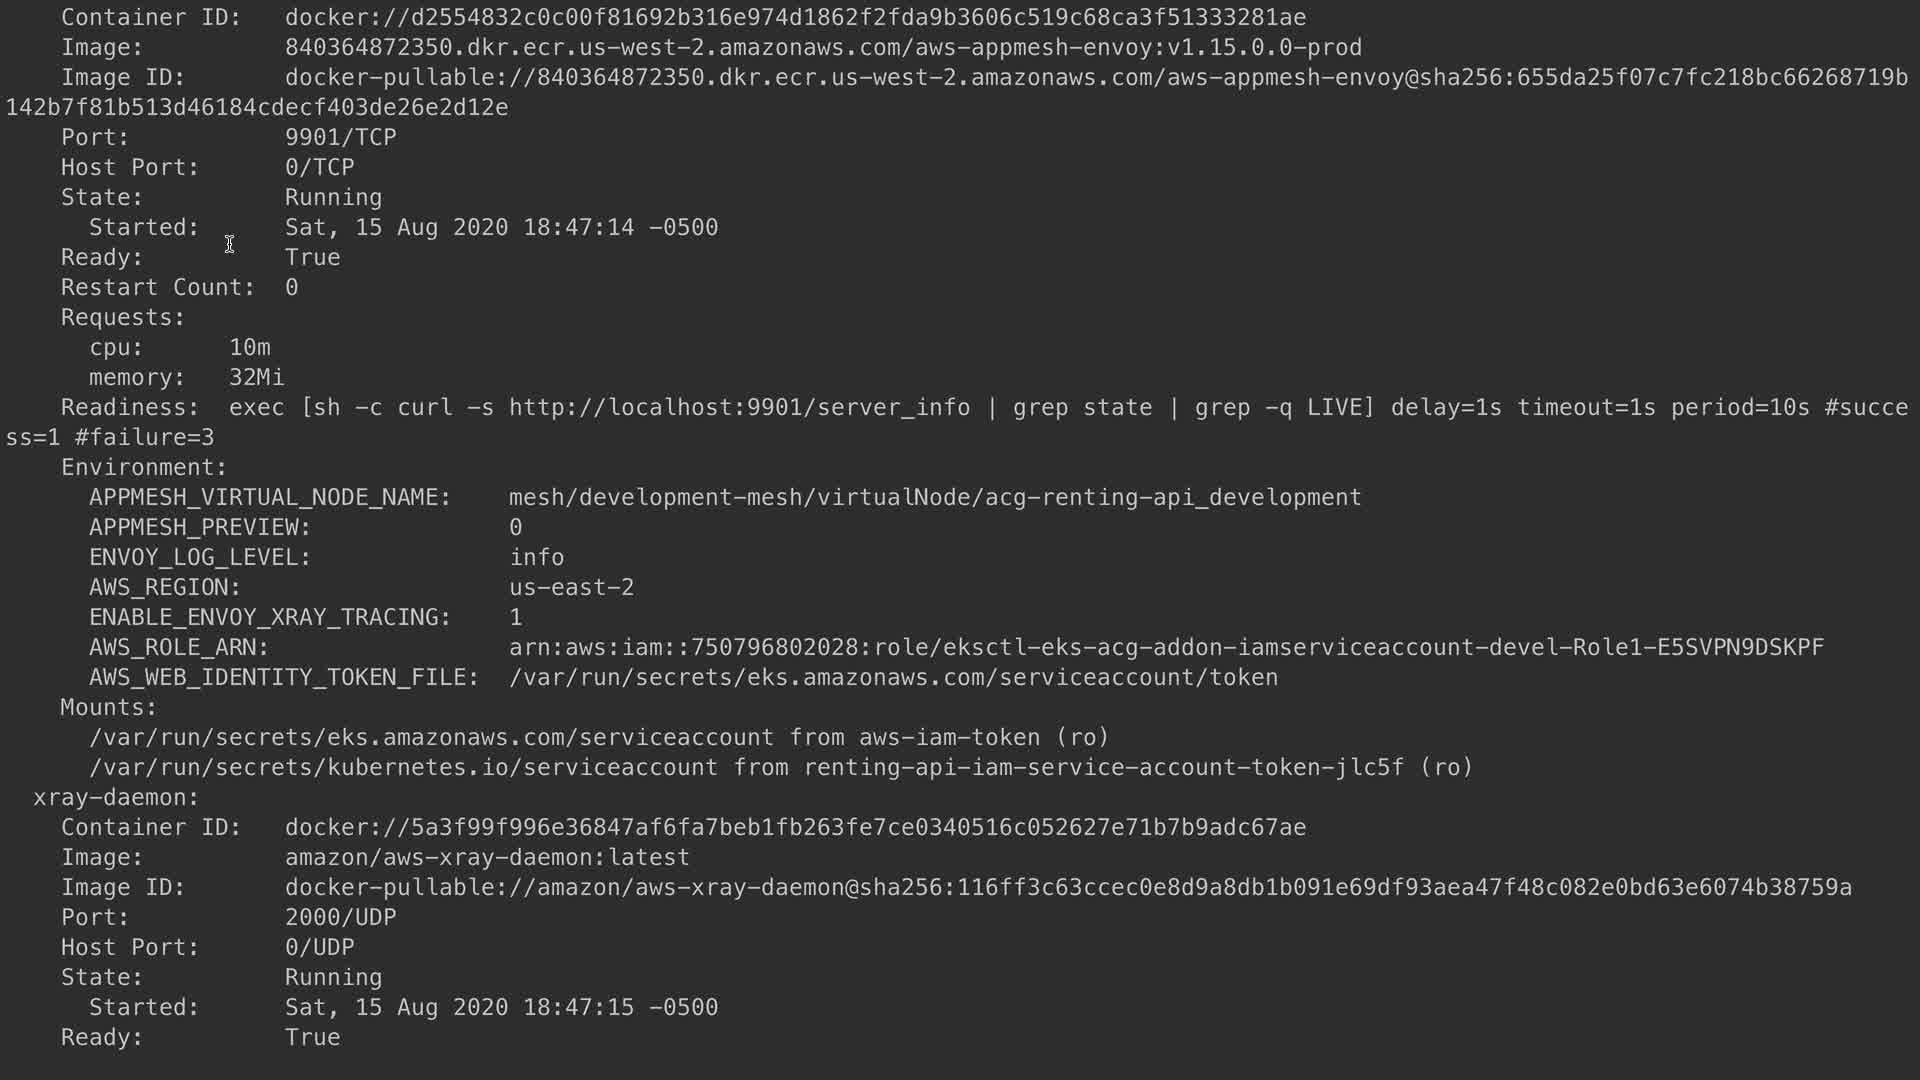 Container ID:   docker://d2554832c0c00f81692b316e974d1862f2fda9b3606c519c68ca3f51333281ae
Image:          840364872350.dkr.ecr.us-west-2.amazonaws.com/aws-appmesh-envoy:v1.15.0.0-prod
Image ID:       docker-pullable://840364872350.dkr.ecr.us-west-2.amazonaws.com/aws-appmesh-envoy@sha256:655da25f07c7fc218bc66268719b
142b7f81b513d46184cdecf403de26e2d12e
Port:           9901/TCP
Host Port:      0/TCP
State:          Running
Started:      Sat, 15 Aug 2020 18:47:14 -0500
Ready:          True
Restart Count:  0
Requests:
cpu:      10m
memory:   32Mi
Readiness:  exec [sh -c curl -s http://localhost:9901/server_info | grep state | grep -q LIVE] delay=1s timeout=1s period=10s #succe
ss=1 #failure=3
Environment:
APPMESH_VIRTUAL_NODE_NAME:    mesh/development-mesh/virtualNode/acg-renting-api_development
APPMESH_PREVIEW:              0
ENVOY_LOG_LEVEL:              info
AWS_REGION:                   us-east-2
ENABLE_ENVOY_XRAY_TRACING:    1
AWS_ROLE_ARN:                 arn:aws:iam::750796802028:role/eksctl-eks-acg-addon-iamserviceaccount-devel-Role1-E5SVPN9DSKPF
AWS_WEB_IDENTITY_TOKEN_FILE:  /var/run/secrets/eks.amazonaws.com/serviceaccount/token
Mounts:
/var/run/secrets/eks.amazonaws.com/serviceaccount from aws-iam-token (ro)
/var/run/secrets/kubernetes.io/serviceaccount from renting-api-iam-service-account-token-jlc5f (ro)
xray-daemon:
Container ID:   docker://5a3f99f996e36847af6fa7beb1fb263fe7ce0340516c052627e71b7b9adc67ae
Image:          amazon/aws-xray-daemon:latest
Image ID:       docker-pullable://amazon/aws-xray-daemon@sha256:116ff3c63ccec0e8d9a8db1b091e69df93aea47f48c082e0bd63e6074b38759a
Port:           2000/UDP
Host Port:      0/UDP
State:          Running
Started:      Sat, 15 Aug 2020 18:47:15 -0500
Ready:          True